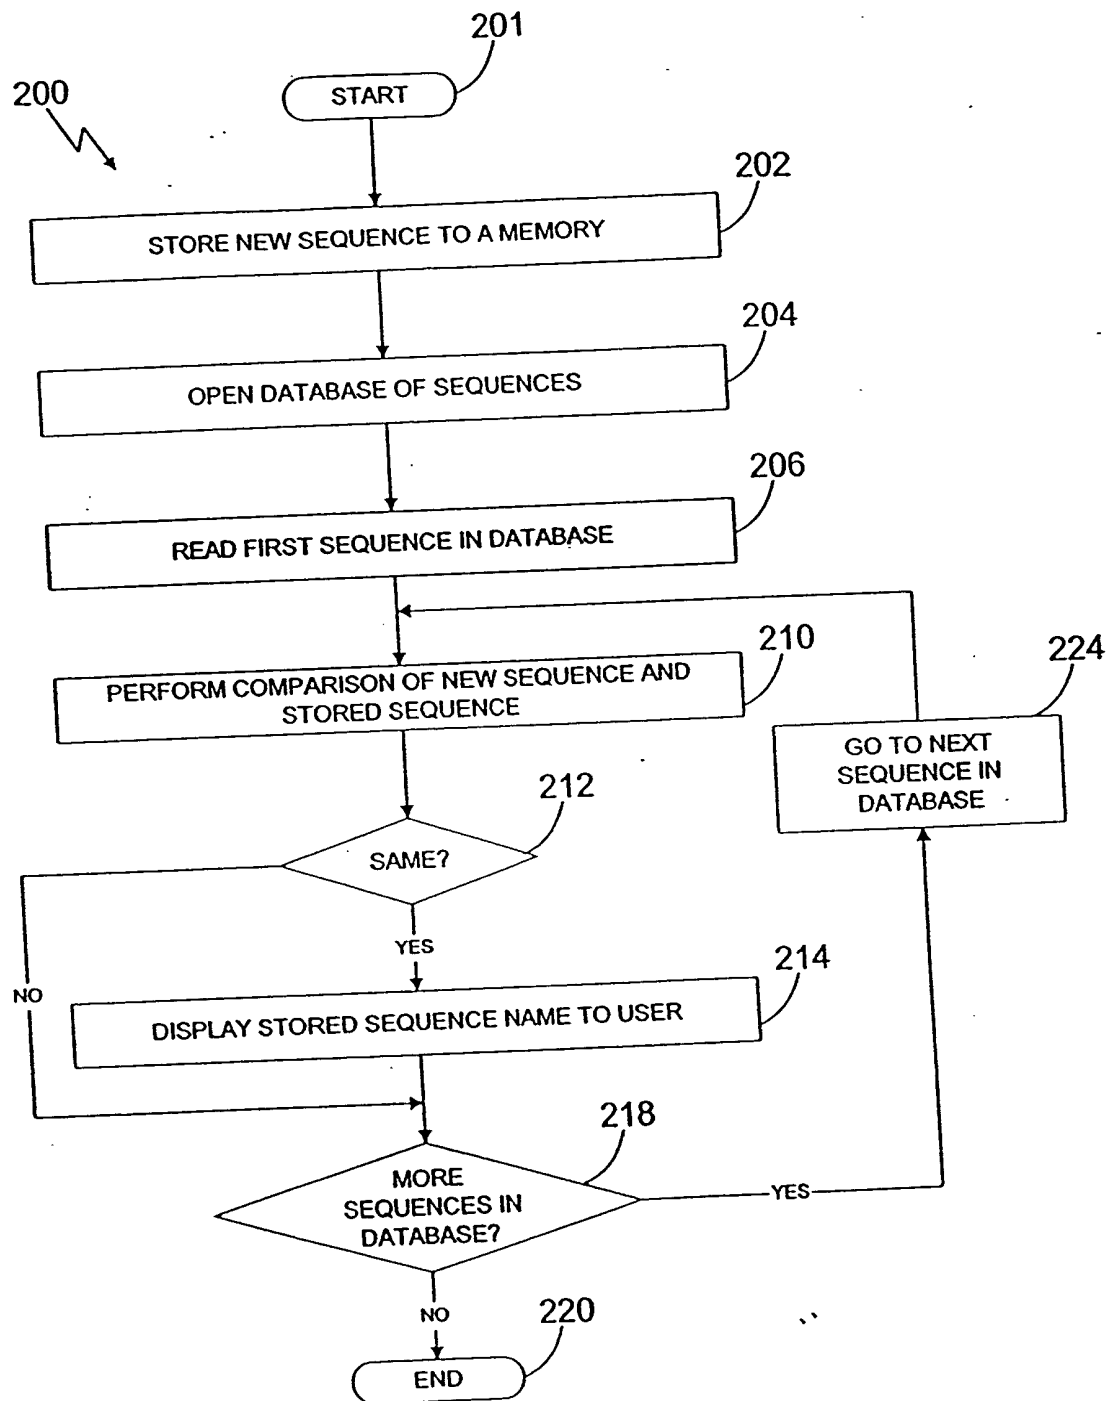 201
START
200
202
STORE NEW SEQUENCE TO A MEMORY
204
OPEN DATABASE OF SEQUENCES
206
READ FIRST SEQUENCE IN DATABASE
210
PERFORM COMPARISON OF NEW SEQUENCE AND
STORED SEQUENCE
224
GO TO NEXT
SEQUENCE IN
DATABASE
212
SAME?
YES
NO
214
DISPLAY STORED SEQUENCE NAME TO USER
218
MORE
SEQUENCES IN
DATABASE?
YES
NO
220
END